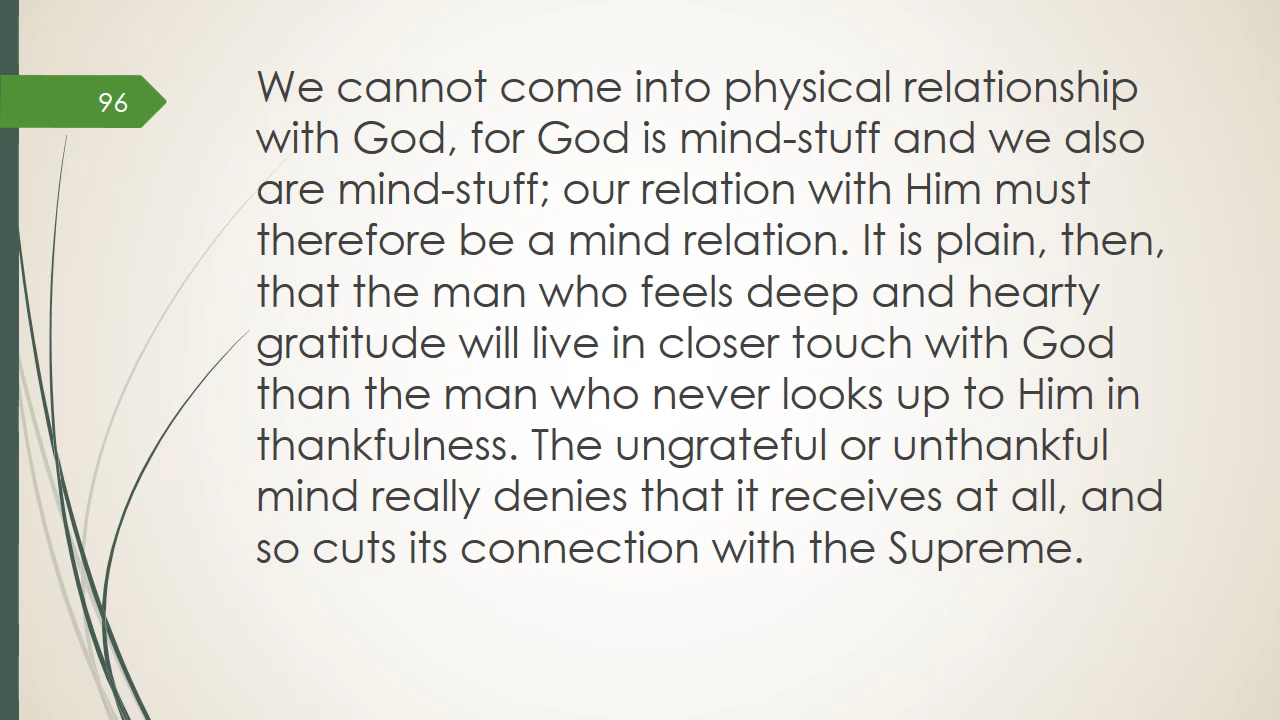 96
We cannot come into physical relationship
with God, for God is mind-stuff and we also
are mind-stuff; our relation with Him must
therefore be a mind relation. It is plain, then,
that the man who feels deep and hearty
gratitude will live in closer touch with God
than the man who never looks up to Him in
thankfulness. The ungrateful or unthankful
mind really denies that it receives at all, and
so cuts its connection with the Supreme.